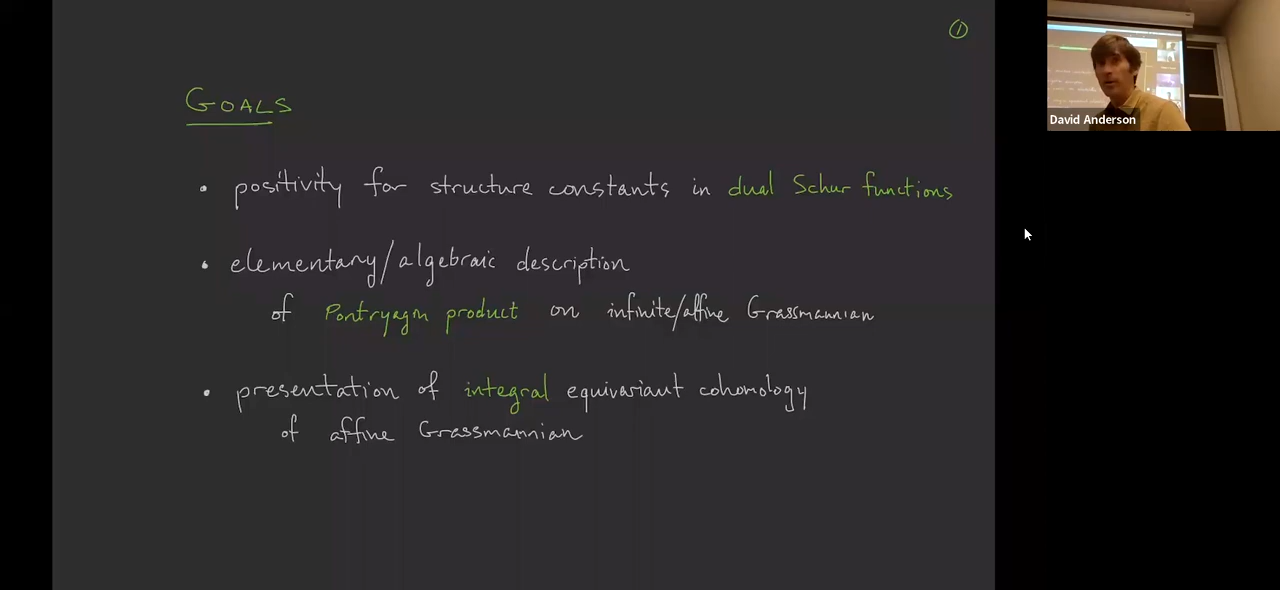 ①
GOALS
• positivity for structure constants in dual Schur functions
• elementary/algebraic description
of Pontryagin product on infinite/affine Grassmannian
• presentation of integral equivariant cohomology
of affine Grassmannian
David Anderson